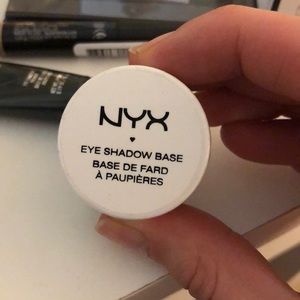 NYX
EYE SHADOW BASE
BASE DE FARD
À PAUPIÈRES